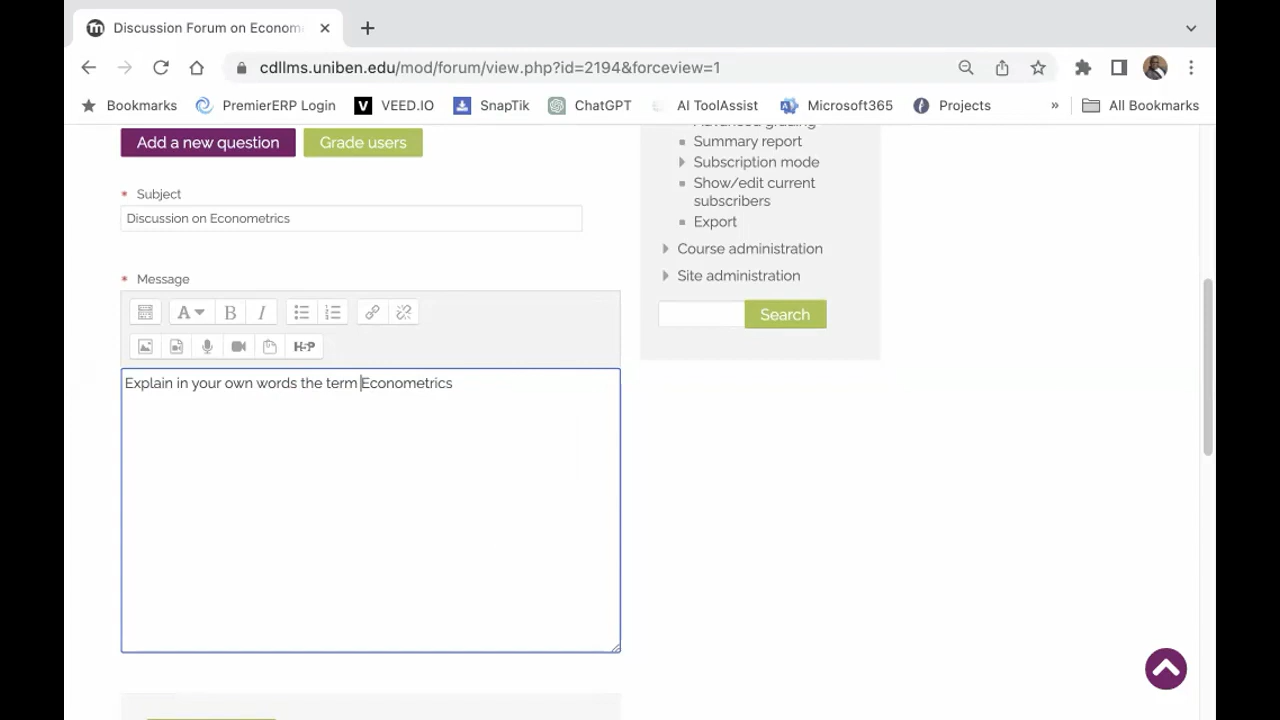 Discussion Forum on Econom
cdllms.uniben.edu/mod/forum/view.php?id=2194&forceview=1
Bookmarks
PremierERP Login
V
VEED.IO
SnapTik
ChatGPT
AI ToolAssist
Microsoft365
Projects
»
All Bookmarks
Add a new question
Grade users
* Subject
Discussion on Econometrics
* Message
A
B
I
H-P
Explain in your own words the term Econometrics
Advanced grading
Summary report
Subscription mode
Show/edit current
subscribers
Export
Course administration
Site administration
Search